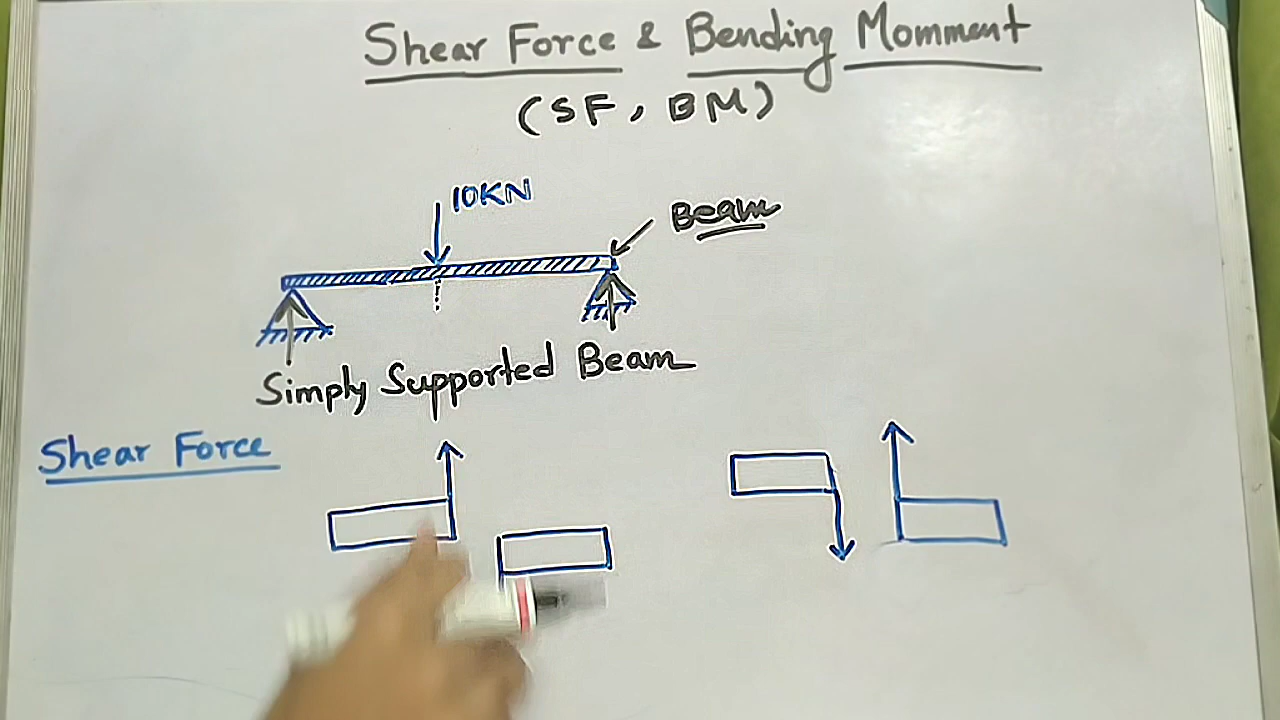 Shear Force & Bending Momment
(SF, BM)
10KN
Beam
Simply Supported Beam
Shear Force